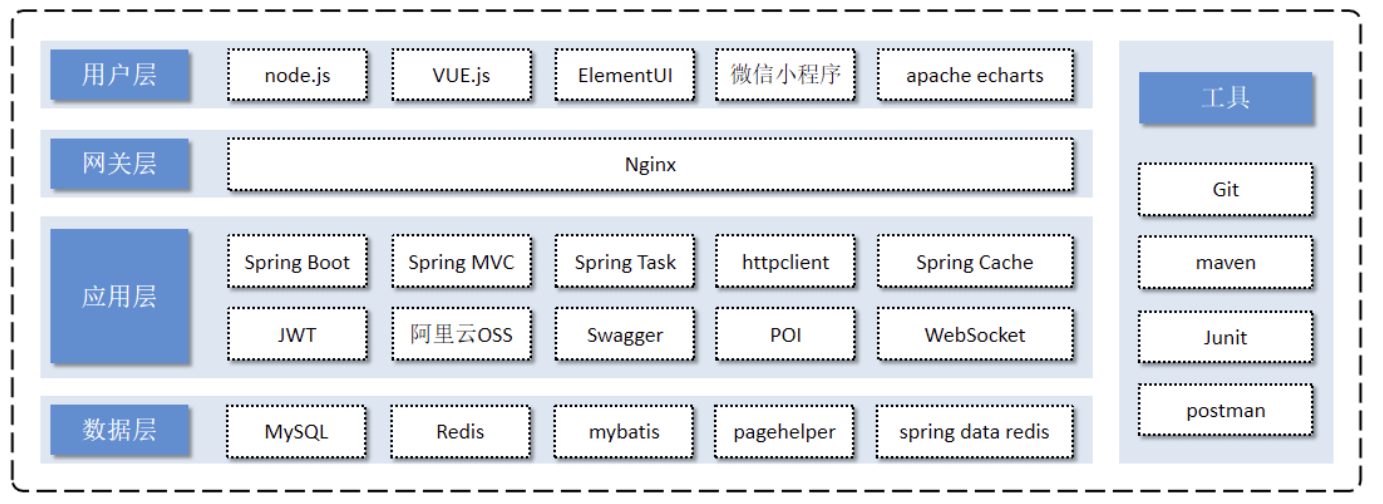 用户层
node.js
VUE.js
ElementUI
微信小程序
apache echarts
网关层
Nginx
应用层
Spring Boot
Spring MVC
Spring Task
httpclient
Spring Cache
JWT
阿里云OSS
Swagger
POI
WebSocket
数据层
MySQL
Redis
mybatis
pagehelper
spring data redis
工具
Git
maven
Junit
postman